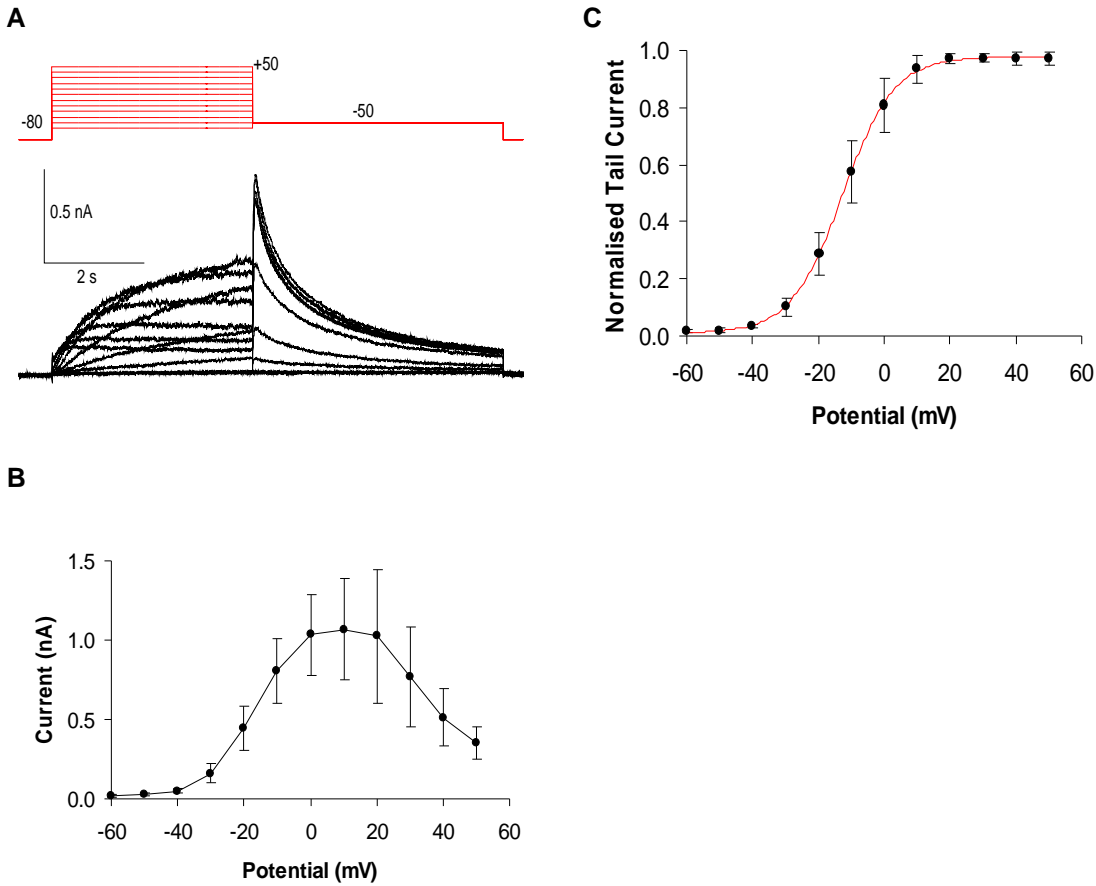 A
+50
-80
-50
0.5 nA
2 s
B
1.5
1.0
0.5
0.0
Current (nA)
-60 -40 -20 0 20 40 60
Potential (mV)
C
1.0
0.8
0.6
0.4
0.2
0.0
Normalised Tail Current
-60 -40 -20 0 20 40 60
Potential (mV)